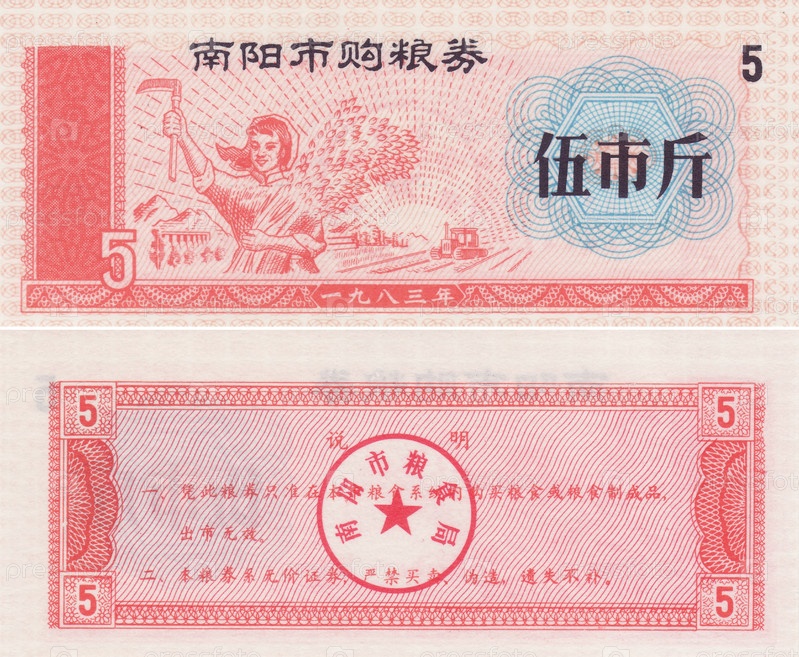 南阳市购粮券
5
伍市斤
5
一九八三年
5 5
说 明
一、凭此粮券只准在本市粮食系统内购买粮食或粮食制成品,
出市无效。
二、本粮券系无价证券、严禁买卖、伪造,遗失不补。
南阳市粮食局
5 5